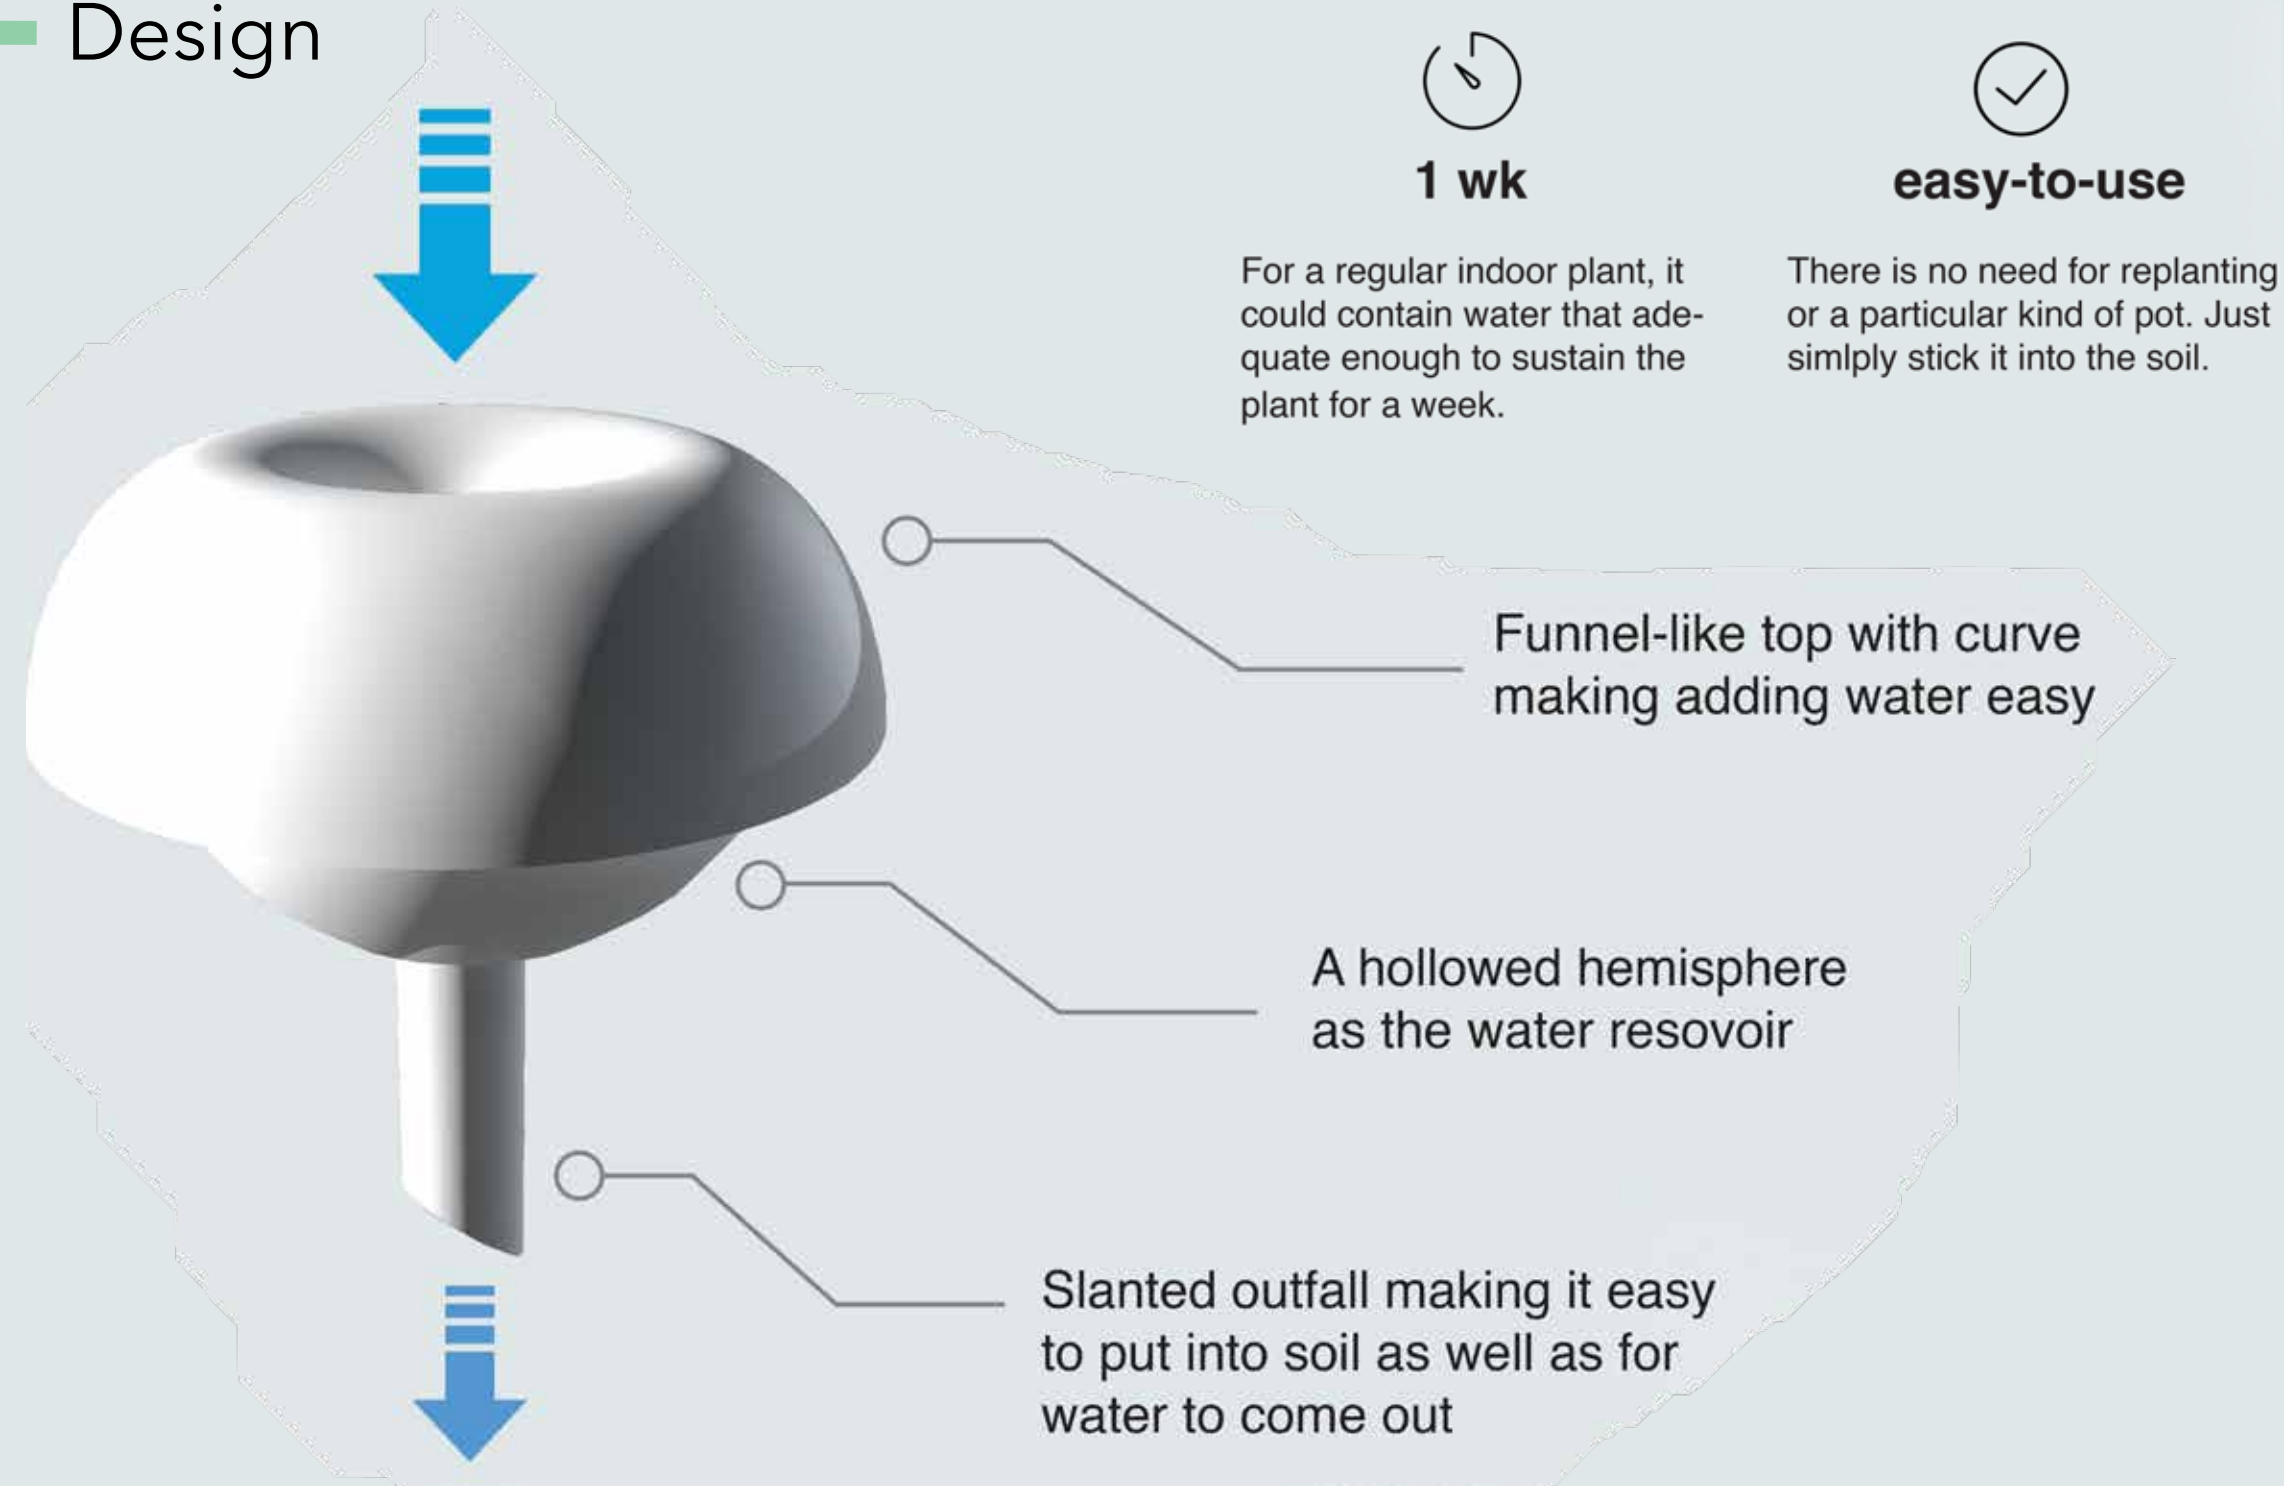 Design
1 wk
For a regular indoor plant, it
could contain water that ade-
quate enough to sustain the
plant for a week.
easy-to-use
There is no need for replanting
or a particular kind of pot. Just
simlply stick it into the soil.
Funnel-like top with curve
making adding water easy
A hollowed hemisphere
as the water resovoir
Slanted outfall making it easy
to put into soil as well as for
water to come out